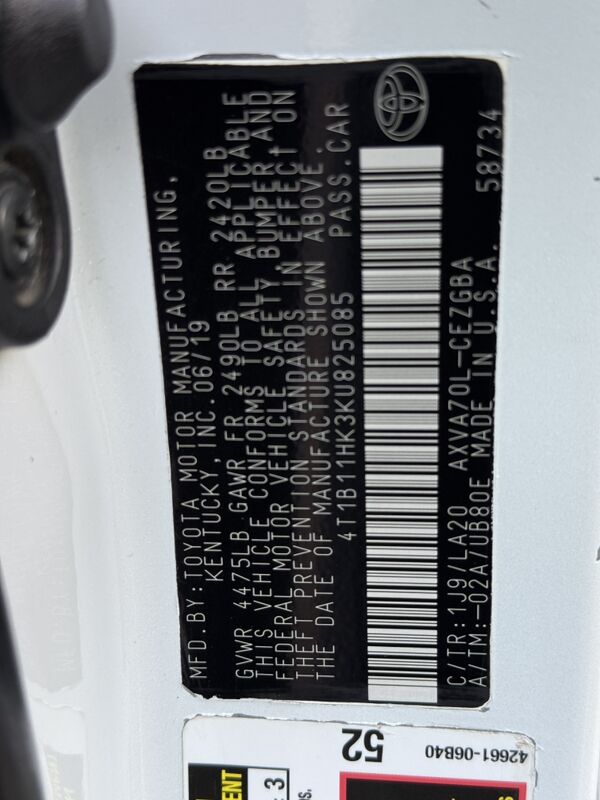 MFD.BY:TOYOTA MOTOR MANUFACTURING,
KENTUCKY, INC. 06/19
GVWR 4475LB GAWR FR 2490LB RR 2420LB
THIS VEHICLE CONFORMS TO ALL APPLICABLE
FEDERAL MOTOR VEHICLE SAFETY, BUMPER AND
THEFT PREVENTION STANDARDS IN EFFECT ON
THE DATE OF MANUFACTURE SHOWN ABOVE.
4T1B11HK3KU825085 PASS.CAR
C/TR:1J9/LA20 AXVA70L-CEZGBA
A/TM:-02A/UB80E MADE IN U.S.A. 58734
52
42661-06B40
3